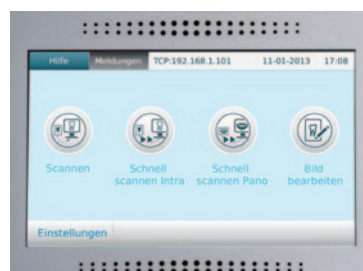 Hilfe Meldungen TCP:192.168.1.101 11-01-2013 17:08
Scannen Schnell scannen Intra Schnell scannen Pano Bild bearbeiten
Einstellungen